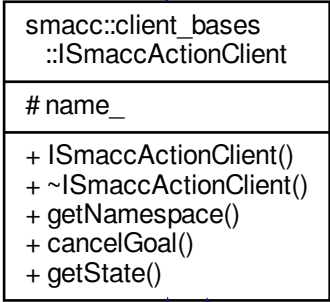 smacc::client_bases
::ISmaccActionClient
# name_
+ ISmaccActionClient()
+ ~ISmaccActionClient()
+ getNamespace()
+ cancelGoal()
+ getState()